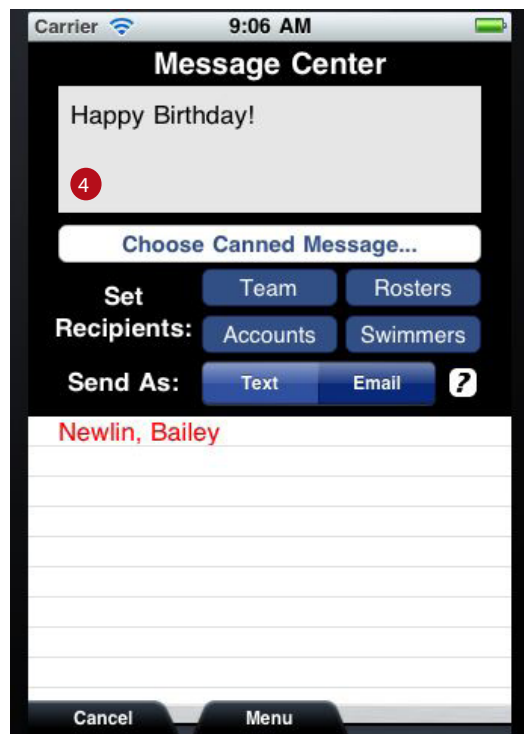 Carrier 9:06 AM
Message Center
Happy Birthday!
4
Choose Canned Message...
Set Recipients:
Team Rosters
Accounts Swimmers
Send As: Text Email ?
Newlin, Bailey
Cancel Menu